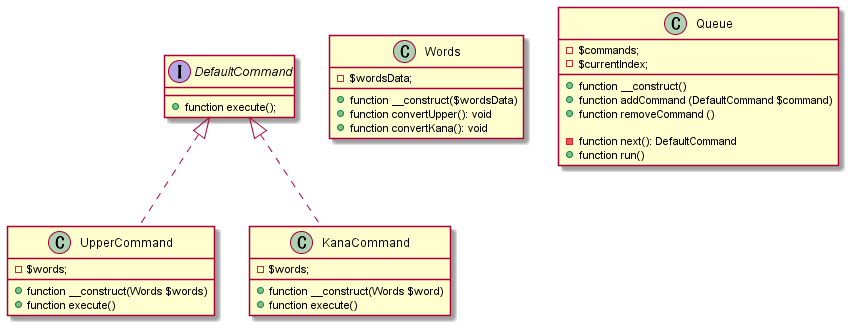 I DefaultCommand
function execute();
C Words
$wordsData;
function __construct($wordsData)
function convertUpper(): void
function convertKana(): void
C Queue
$commands;
$currentIndex;
function __construct()
function addCommand (DefaultCommand $command)
function removeCommand ()
function next(): DefaultCommand
function run()
C UpperCommand
$words;
function __construct(Words $words)
function execute()
C KanaCommand
$words;
function __construct(Words $word)
function execute()